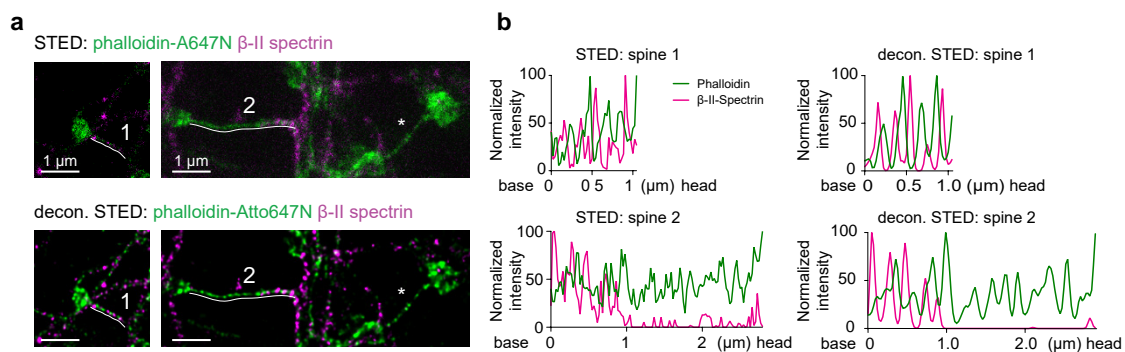 a
STED: phalloidin-A647N β-II spectrin
1
1 µm
2
*
1 µm
decon. STED: phalloidin-Atto647N β-II spectrin
1
2
*
b
STED: spine 1
Normalized
intensity
100
50
0
base
0
0.5
1
(µm) head
Phalloidin
β-II-Spectrin
decon. STED: spine 1
Normalized
intensity
100
50
0
base
0
0.5
1.0
(µm) head
STED: spine 2
Normalized
intensity
100
50
0
base
0
1
2
(µm) head
decon. STED: spine 2
Normalized
intensity
100
50
0
base
0
1.0
2.0
(µm) head